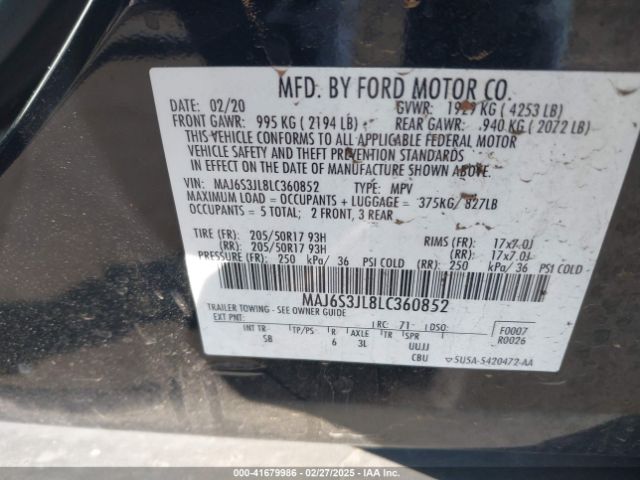 MFD. BY FORD MOTOR CO.
DATE: 02/20 GVWR: 1929 KG ( 4253 LB)
FRONT GAWR: 995 KG ( 2194 LB) REAR GAWR: 940 KG ( 2072 LB)
THIS VEHICLE CONFORMS TO ALL APPLICABLE FEDERAL MOTOR
VEHICLE SAFETY AND THEFT PREVENTION STANDARDS
IN EFFECT ON THE DATE OF MANUFACTURE SHOWN ABOVE.
VIN: MAJ6S3JL8LC360852 TYPE: MPV
MAXIMUM LOAD = OCCUPANTS + LUGGAGE = 375KG/ 827LB
OCCUPANTS = 5 TOTAL; 2 FRONT, 3 REAR
TIRE (FR): 205/50R17 93H RIMS (FR): 17x7.0J
(RR): 205/50R17 93H (RR): 17x7.0J
PRESSURE (FR): 250 kPa/ 36 PSI COLD (RR): 250 kPa/ 36 PSI COLD
MAJ6S3JL8LC360852
TRAILER TOWING - SEE OWNER GUIDE
EXT PNT: RC: 71 DSO: F0007
R0026
INT TR TP/PS R AXLE TR SPR
SB 6 3L UUJJ
CBU 5U5A-S420472-AA
000-41679986 - 02/27/2025 - IAA Inc.